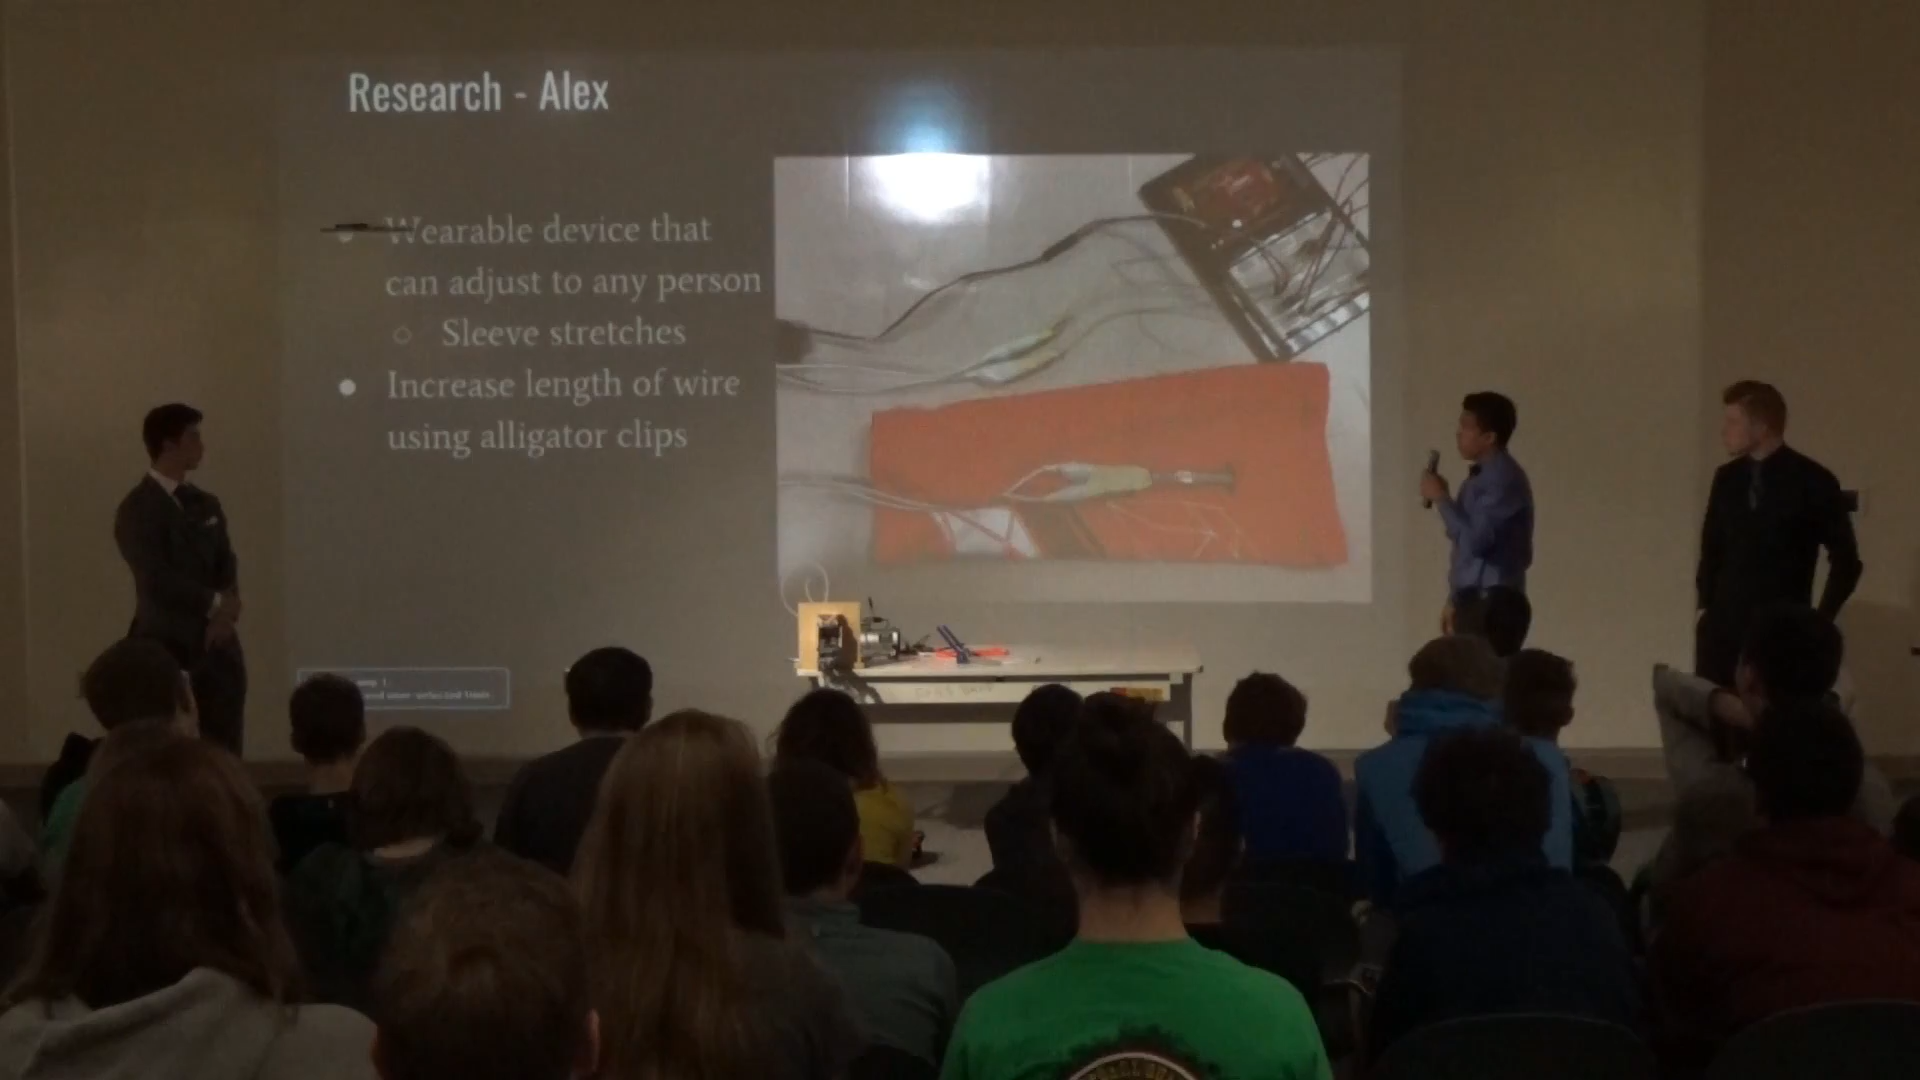 Research - Alex
Wearable device that
can adjust to any person
Sleeve stretches
Increase length of wire
using alligator clips